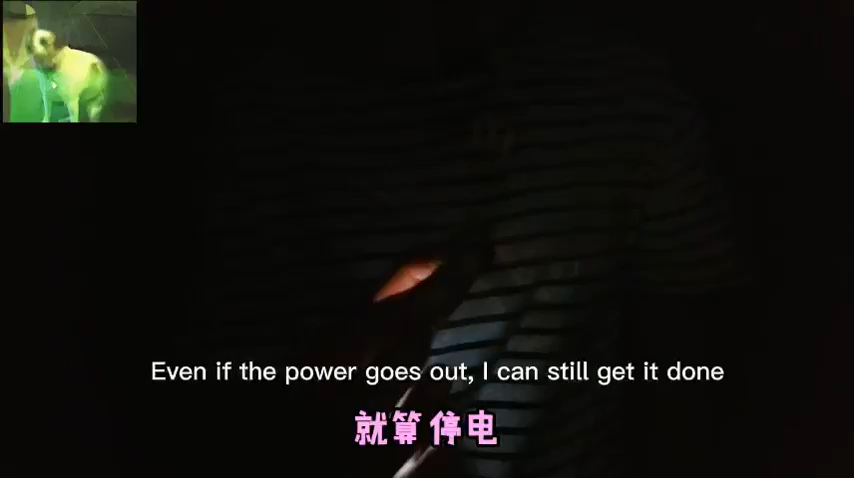 Even if the power goes out, I can still get it done
就算停电